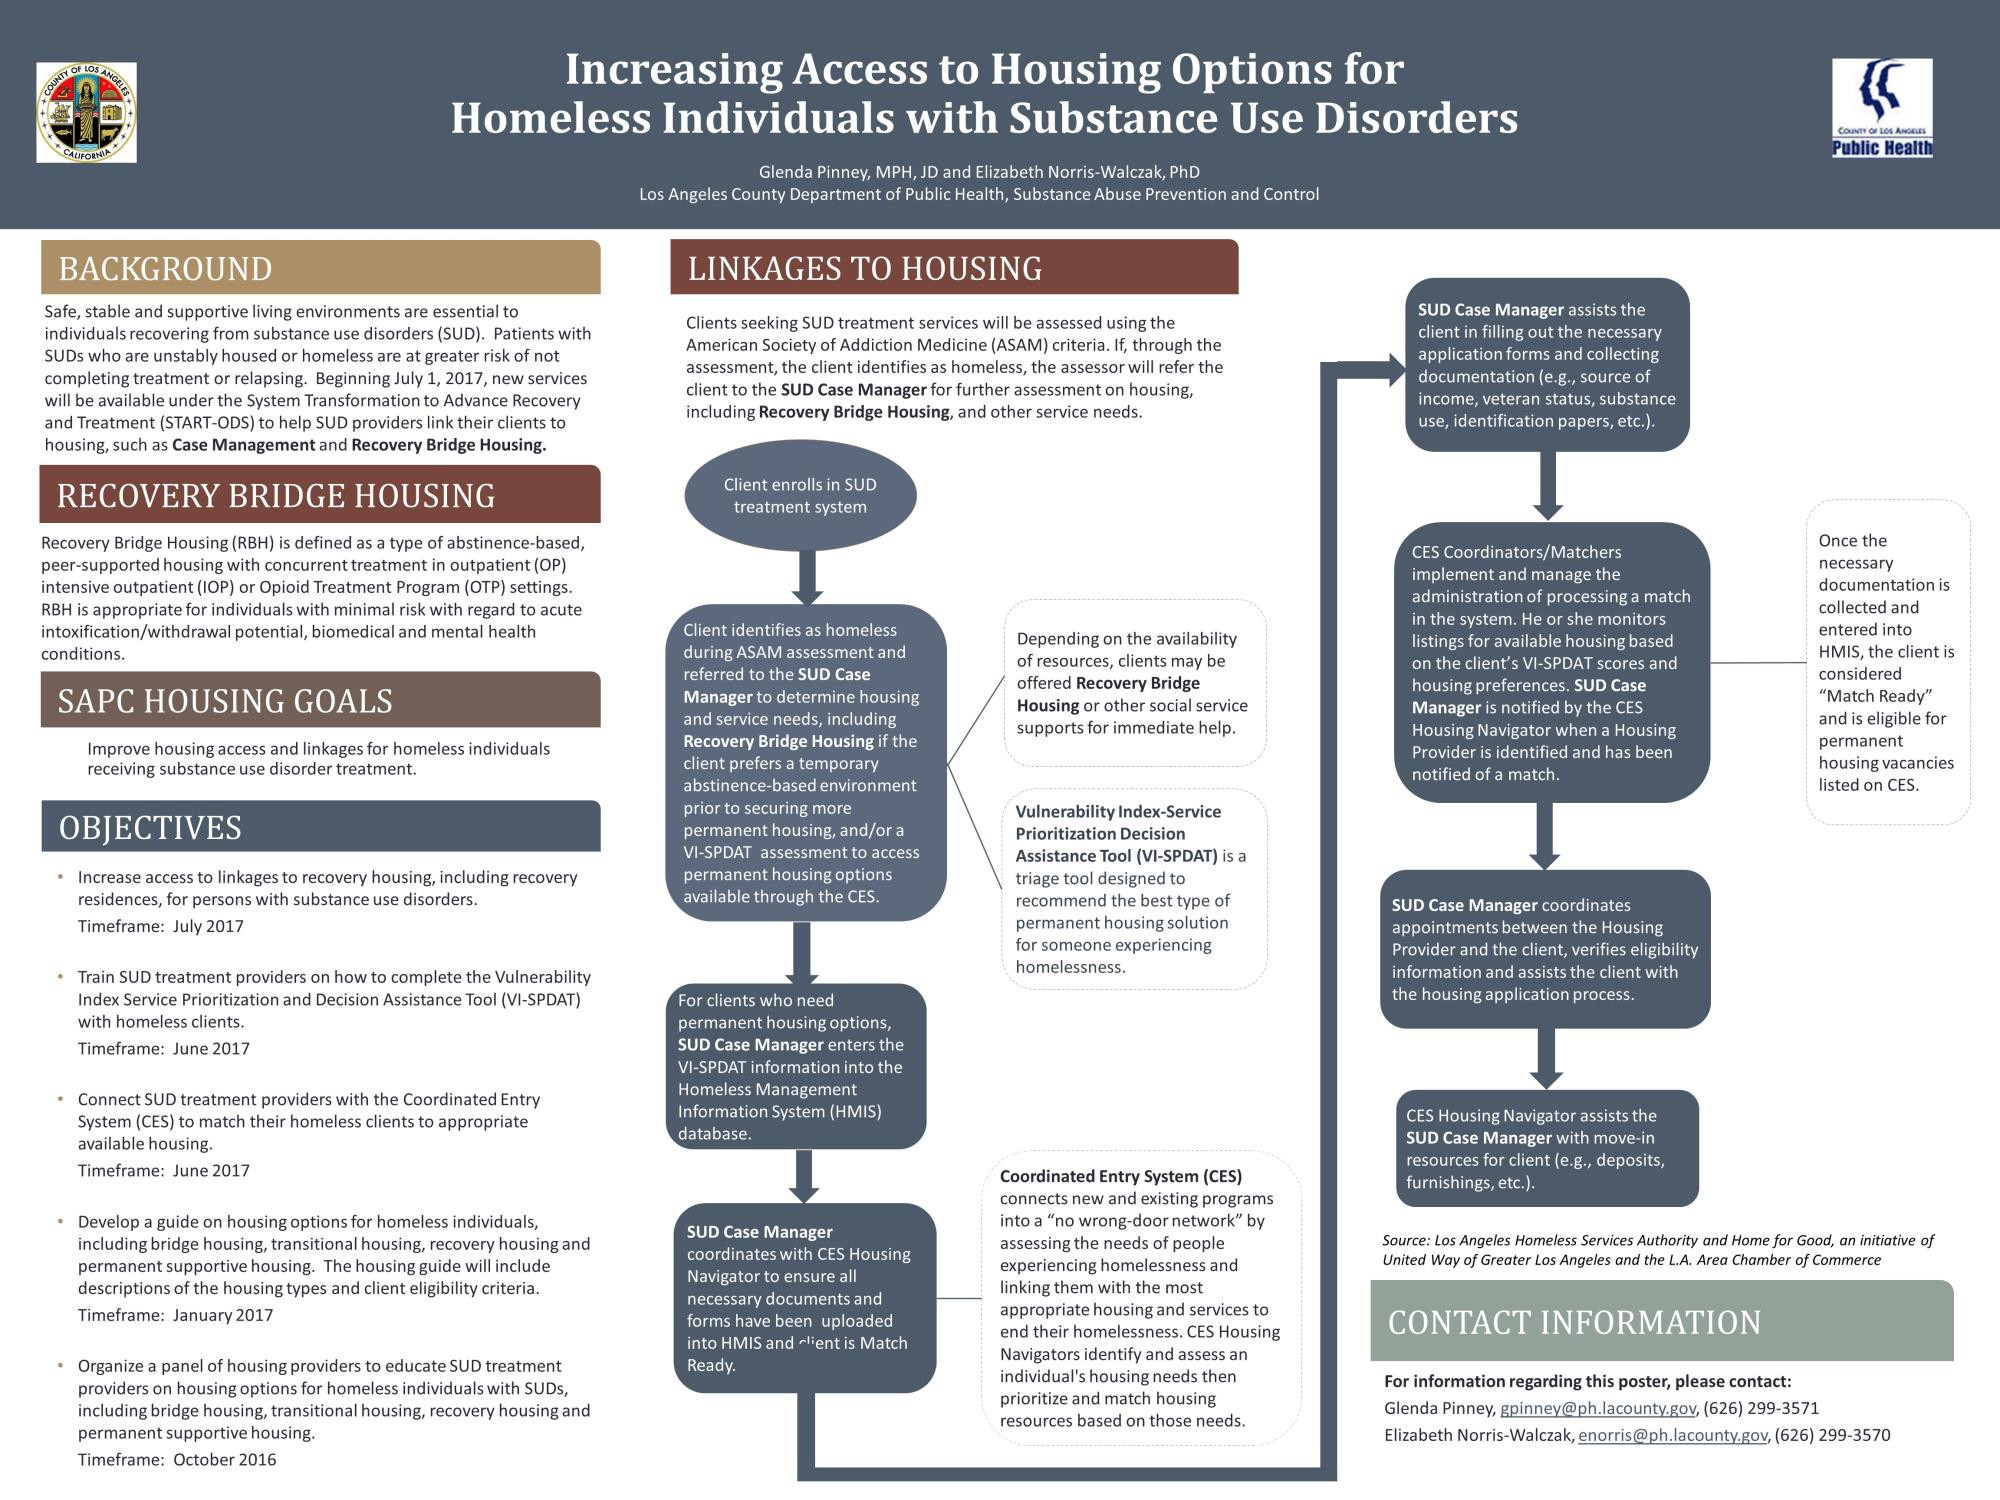 Increasing Access to Housing Options for
Homeless Individuals with Substance Use Disorders
Glenda Pinney, MPH, JD and Elizabeth Norris-Walczak, PhD
Los Angeles County Department of Public Health, Substance Abuse Prevention and Control
COUNTY OF LOS ANGELES
CALIFORNIA
COUNTY OF LOS ANGELES
Public Health
BACKGROUND
Safe, stable and supportive living environments are essential to
individuals recovering from substance use disorders (SUD). Patients with
SUDs who are unstably housed or homeless are at greater risk of not
completing treatment or relapsing. Beginning July 1, 2017, new services
will be available under the System Transformation to Advance Recovery
and Treatment (START-ODS) to help SUD providers link their clients to
housing, such as Case Management and Recovery Bridge Housing.
RECOVERY BRIDGE HOUSING
Recovery Bridge Housing (RBH) is defined as a type of abstinence-based,
peer-supported housing with concurrent treatment in outpatient (OP)
intensive outpatient (IOP) or Opioid Treatment Program (OTP) settings.
RBH is appropriate for individuals with minimal risk with regard to acute
intoxification/withdrawal potential, biomedical and mental health
conditions.
SAPC HOUSING GOALS
Improve housing access and linkages for homeless individuals
receiving substance use disorder treatment.
OBJECTIVES
• Increase access to linkages to recovery housing, including recovery
residences, for persons with substance use disorders.
Timeframe: July 2017
• Train SUD treatment providers on how to complete the Vulnerability
Index Service Prioritization and Decision Assistance Tool (VI-SPDAT)
with homeless clients.
Timeframe: June 2017
• Connect SUD treatment providers with the Coordinated Entry
System (CES) to match their homeless clients to appropriate
available housing.
Timeframe: June 2017
• Develop a guide on housing options for homeless individuals,
including bridge housing, transitional housing, recovery housing and
permanent supportive housing. The housing guide will include
descriptions of the housing types and client eligibility criteria.
Timeframe: January 2017
• Organize a panel of housing providers to educate SUD treatment
providers on housing options for homeless individuals with SUDs,
including bridge housing, transitional housing, recovery housing and
permanent supportive housing.
Timeframe: October 2016
LINKAGES TO HOUSING
Clients seeking SUD treatment services will be assessed using the
American Society of Addiction Medicine (ASAM) criteria. If, through the
assessment, the client identifies as homeless, the assessor will refer the
client to the SUD Case Manager for further assessment on housing,
including Recovery Bridge Housing, and other service needs.
Client enrolls in SUD
treatment system
Client identifies as homeless
during ASAM assessment and
referred to the SUD Case
Manager to determine housing
and service needs, including
Recovery Bridge Housing if the
client prefers a temporary
abstinence-based environment
prior to securing more
permanent housing, and/or a
VI-SPDAT assessment to access
permanent housing options
available through the CES.
Depending on the availability
of resources, clients may be
offered Recovery Bridge
Housing or other social service
supports for immediate help.
Vulnerability Index-Service
Prioritization Decision
Assistance Tool (VI-SPDAT) is a
triage tool designed to
recommend the best type of
permanent housing solution
for someone experiencing
homelessness.
For clients who need
permanent housing options,
SUD Case Manager enters the
VI-SPDAT information into the
Homeless Management
Information System (HMIS)
database.
SUD Case Manager
coordinates with CES Housing
Navigator to ensure all
necessary documents and
forms have been uploaded
into HMIS and client is Match
Ready.
Coordinated Entry System (CES)
connects new and existing programs
into a “no wrong-door network” by
assessing the needs of people
experiencing homelessness and
linking them with the most
appropriate housing and services to
end their homelessness. CES Housing
Navigators identify and assess an
individual's housing needs then
prioritize and match housing
resources based on those needs.
SUD Case Manager assists the
client in filling out the necessary
application forms and collecting
documentation (e.g., source of
income, veteran status, substance
use, identification papers, etc.).
CES Coordinators/Matchers
implement and manage the
administration of processing a match
in the system. He or she monitors
listings for available housing based
on the client’s VI-SPDAT scores and
housing preferences. SUD Case
Manager is notified by the CES
Housing Navigator when a Housing
Provider is identified and has been
notified of a match.
Once the
necessary
documentation is
collected and
entered into
HMIS, the client is
considered
“Match Ready”
and is eligible for
permanent
housing vacancies
listed on CES.
SUD Case Manager coordinates
appointments between the Housing
Provider and the client, verifies eligibility
information and assists the client with
the housing application process.
CES Housing Navigator assists the
SUD Case Manager with move-in
resources for client (e.g., deposits,
furnishings, etc.).
Source: Los Angeles Homeless Services Authority and Home for Good, an initiative of
United Way of Greater Los Angeles and the L.A. Area Chamber of Commerce
CONTACT INFORMATION
For information regarding this poster, please contact:
Glenda Pinney, gpinney@ph.lacounty.gov, (626) 299-3571
Elizabeth Norris-Walczak, enorris@ph.lacounty.gov, (626) 299-3570